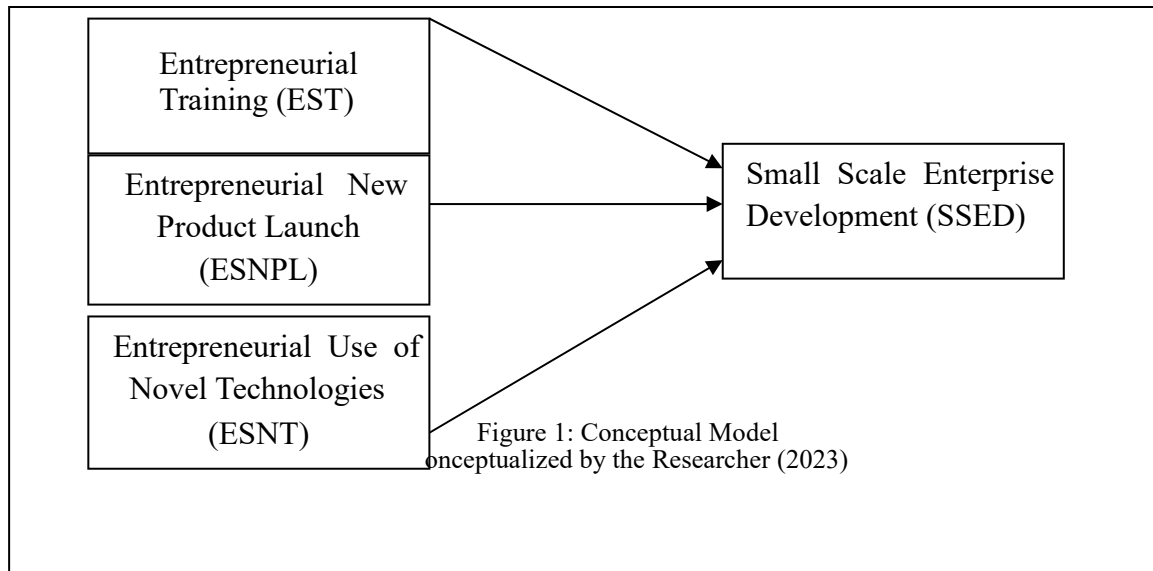 Entrepreneurial
Training (EST)
Entrepreneurial New
Product Launch
(ESNPL)
Entrepreneurial Use of
Novel Technologies
(ESNT)
Small Scale Enterprise
Development (SSED)
Figure 1: Conceptual Model
onceptualized by the Researcher (2023)